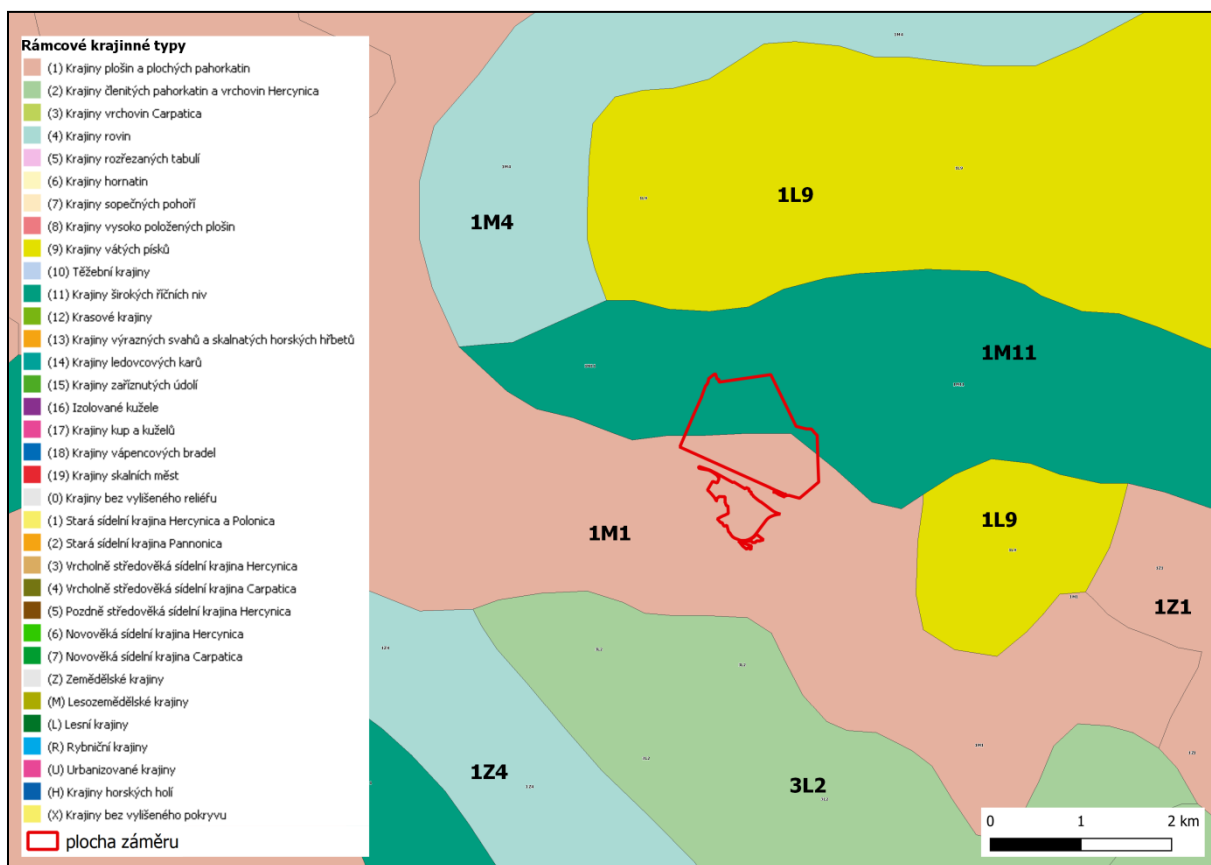 Rámcové krajinné typy
(1) Krajiny plošin a plochých pahorkatin
(2) Krajiny členitých pahorkatin a vrchovin Hercynica
(3) Krajiny vrchovin Carpatica
(4) Krajiny rovin
(5) Krajiny rozřezaných tabulí
(6) Krajiny hornatin
(7) Krajiny sopečných pohoří
(8) Krajiny vysoko položených plošin
(9) Krajiny vátých písků
(10) Těžební krajiny
(11) Krajiny širokých říčních niv
(12) Krasové krajiny
(13) Krajiny výrazných svahů a skalnatých horských hřbetů
(14) Krajiny ledovcových karů
(15) Krajiny zaříznutých údolí
(16) Izolované kužele
(17) Krajiny kup a kuželů
(18) Krajiny vápencových bradel
(19) Krajiny skalních měst
(0) Krajiny bez vylišeného reliéfu
(1) Stará sídelní krajina Hercynica a Polonica
(2) Stará sídelní krajina Pannonica
(3) Vrcholně středověká sídelní krajina Hercynica
(4) Vrcholně středověká sídelní krajina Carpatica
(5) Pozdně středověká sídelní krajina Hercynica
(6) Novověká sídelní krajina Hercynica
(7) Novověká sídelní krajina Carpatica
(Z) Zemědělské krajiny
(M) Lesozemědělské krajiny
(L) Lesní krajiny
(R) Rybniční krajiny
(U) Urbanizované krajiny
(H) Krajiny horských holí
(X) Krajiny bez vylišeného pokryvu
plocha záměru
1L9
1M4
1M11
1L9
1M1
1Z1
1Z4
3L2
0 1 2 km